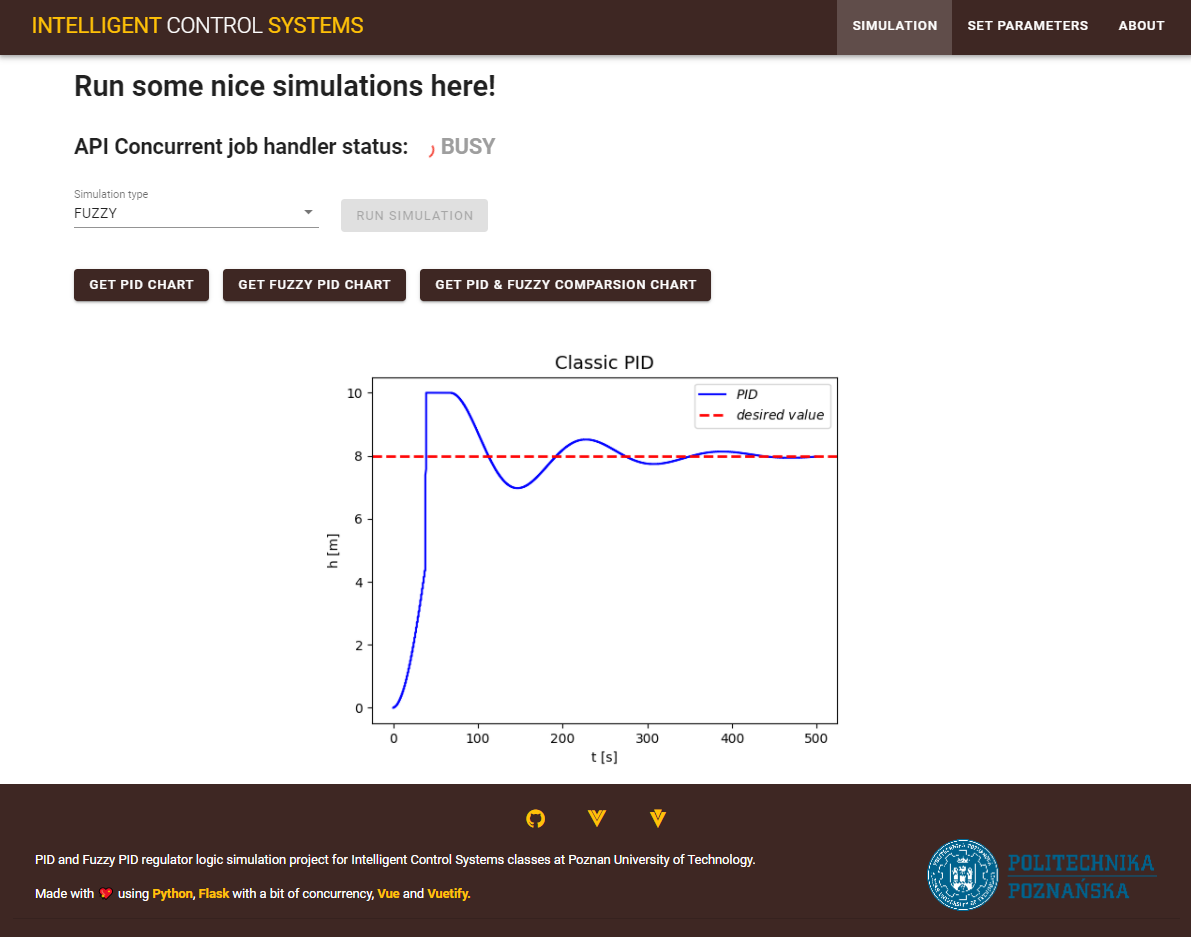 INTELLIGENT CONTROL SYSTEMS
SIMULATION
SET PARAMETERS
ABOUT
Run some nice simulations here!
API Concurrent job handler status: BUSY
Simulation type
FUZZY
RUN SIMULATION
GET PID CHART
GET FUZZY PID CHART
GET PID & FUZZY COMPARSION CHART
Classic PID
PID
desired value
10
8
6
4
2
0
h [m]
0 100 200 300 400 500
t [s]
PID and Fuzzy PID regulator logic simulation project for Intelligent Control Systems classes at Poznan University of Technology.
Made with ❤ using Python, Flask with a bit of concurrency, Vue and Vuetify.
POLITECHNIKA
POZNAŃSKA